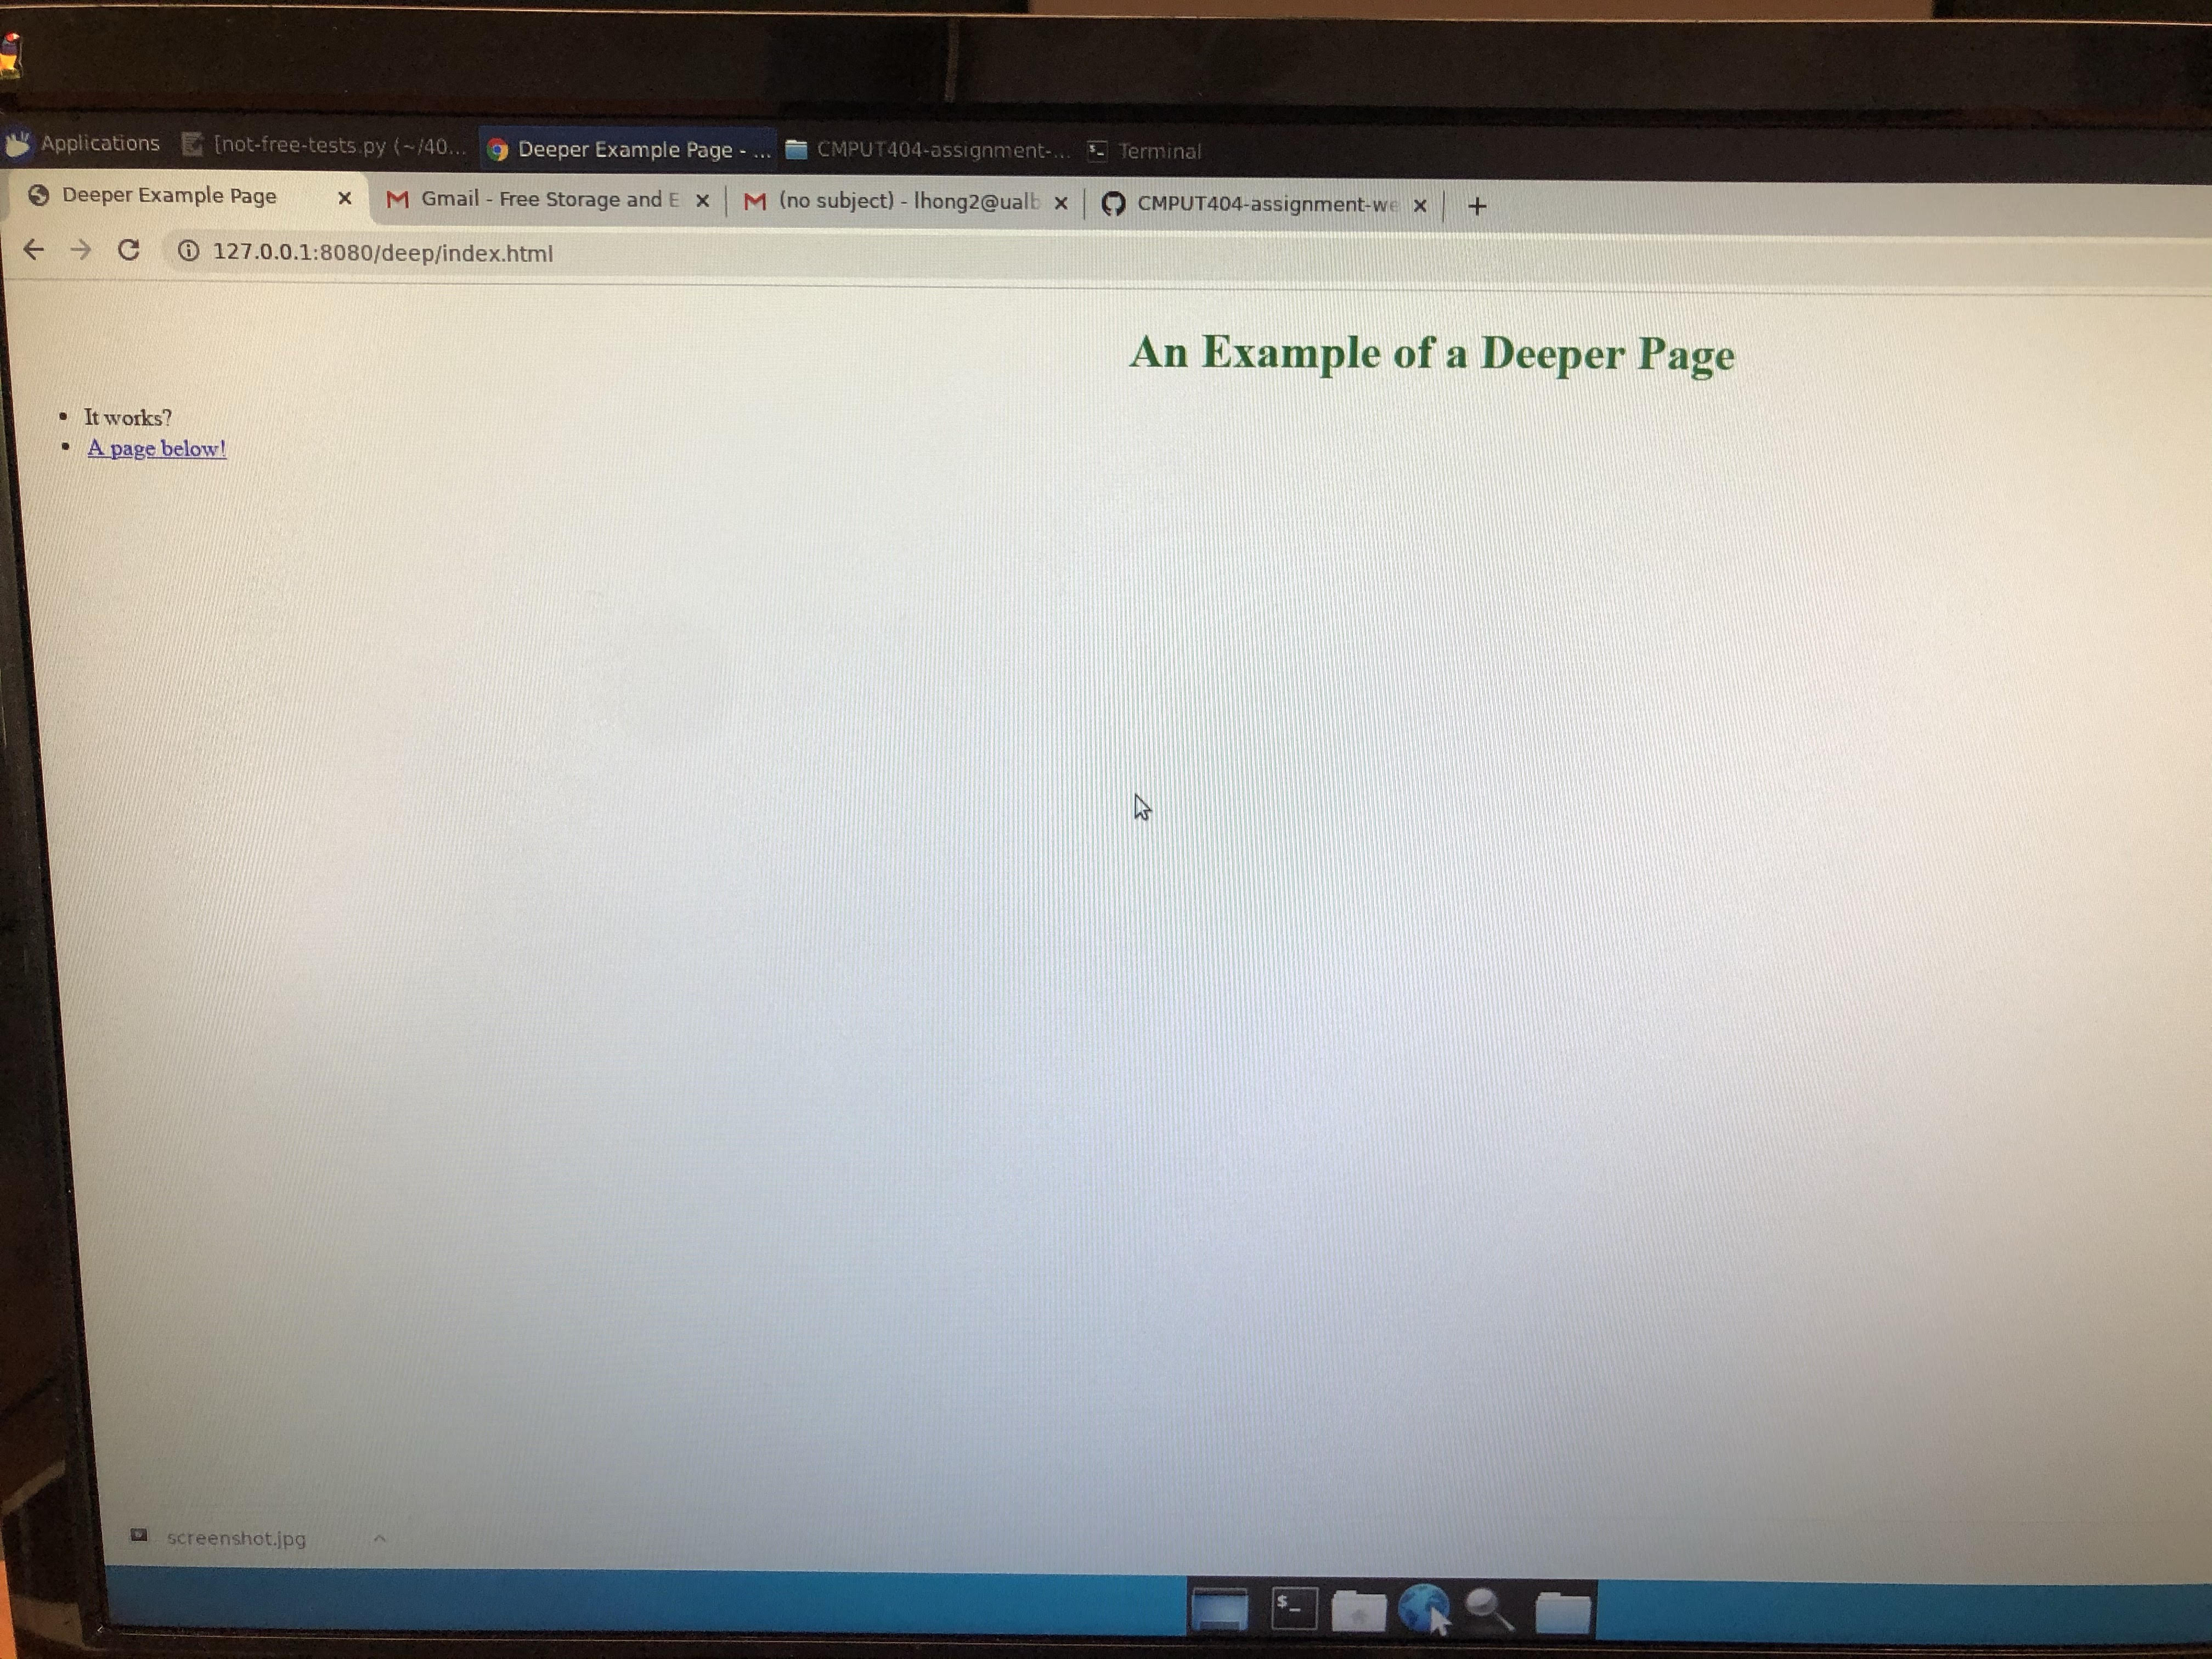 Applications [not-free-tests.py (~/40... Deeper Example Page - ... CMPUT404-assignment-... Terminal
Deeper Example Page Gmail - Free Storage and E (no subject) - lhong2@ualb CMPUT404-assignment-we
127.0.0.1:8080/deep/index.html
An Example of a Deeper Page
• It works?
• A page below!
screenshot.jpg
$_